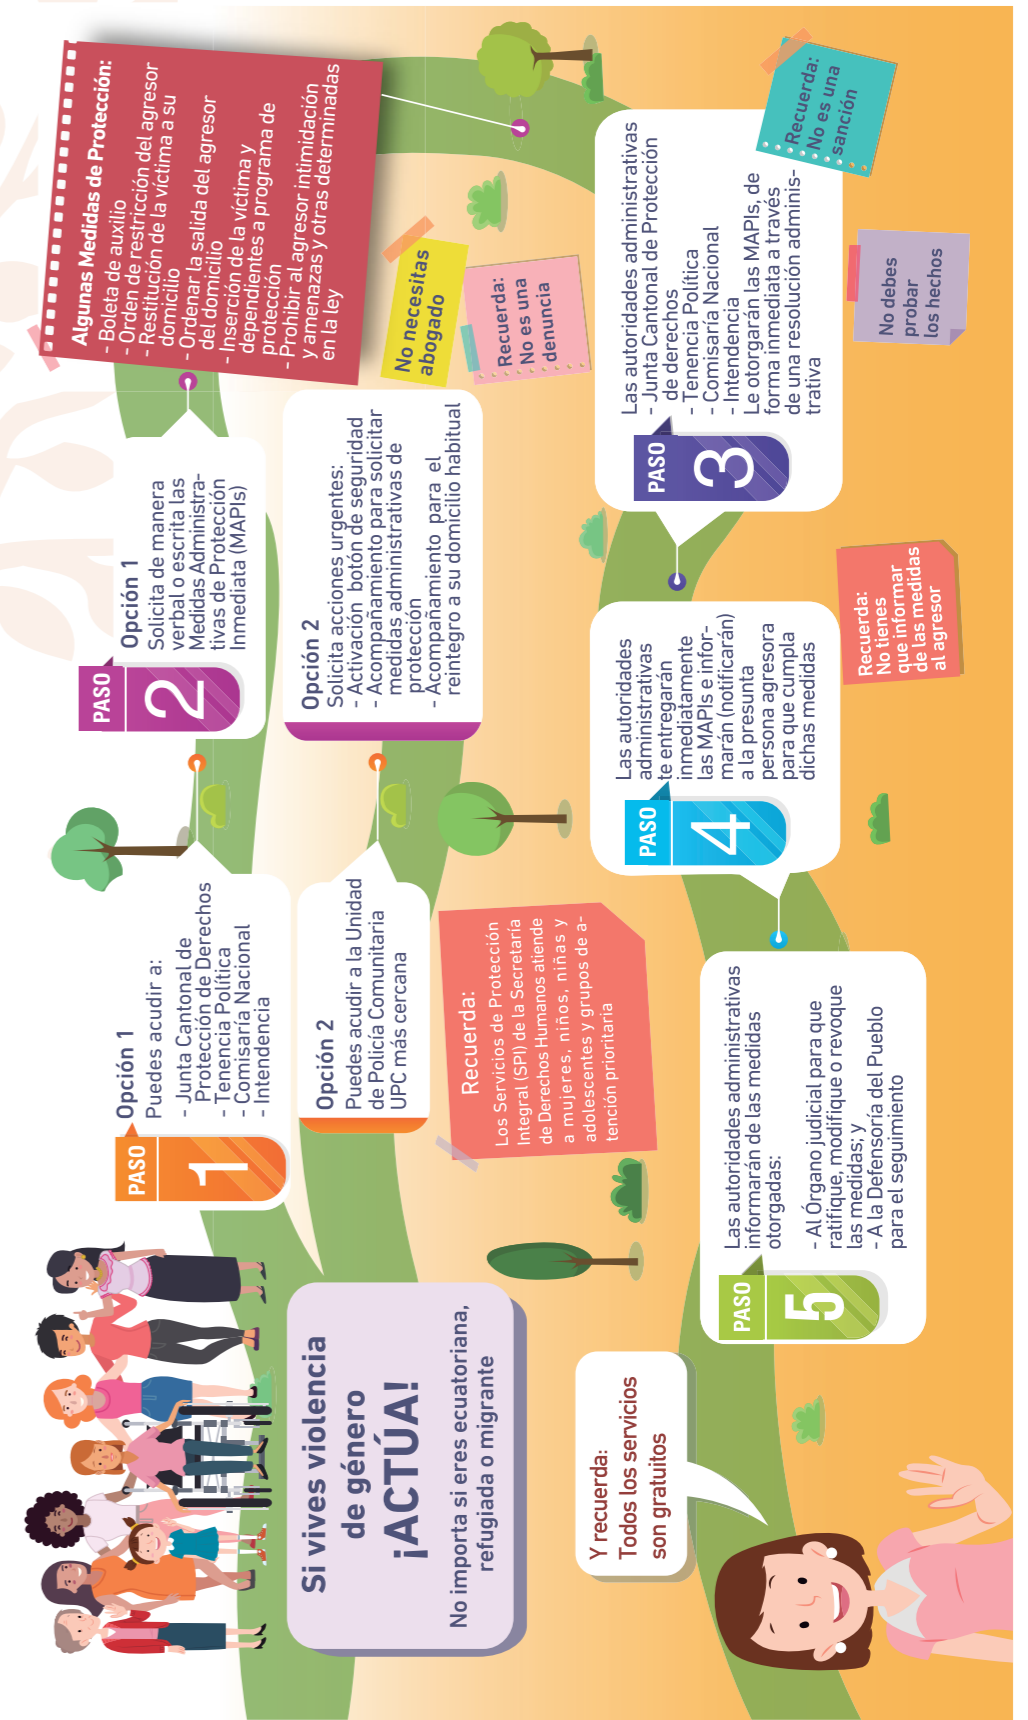 Si vives violencia
de género
¡ACTÚA!
No importa si eres ecuatoriana,
refugiada o migrante
PASO
1
Opción 1
Puedes acudir a:
- Junta Cantonal de
Protección de Derechos
- Tenencia Política
- Comisaría Nacional
- Intendencia
Opción 2
Puedes acudir a la Unidad
de Policía Comunitaria
UPC más cercana
Recuerda:
Los Servicios de Protección
Integral (SPI) de la Secretaría
de Derechos Humanos atiende
a mujeres, niños, niñas y
adolescentes y grupos de a-
tención prioritaria
PASO
2
Opción 1
Solicita de manera
verbal o escrita las
Medidas Administra-
tivas de Protección
Inmediata (MAPIs)
Opción 2
Solicita acciones urgentes:
- Activación botón de seguridad
- Acompañamiento para solicitar
medidas administrativas de
protección
- Acompañamiento para el
reintegro a su domicilio habitual
Algunas Medidas de Protección:
- Boleta de auxilio
- Orden de restricción del agresor
- Restitución de la víctima a su
domicilio
- Ordenar la salida del agresor
del domicilio
- Inserción de la víctima y
dependientes a programa de
protección
- Prohibir al agresor intimidación
y amenazas y otras determinadas
en la ley
No necesitas
abogado
Recuerda:
No es una
denuncia
PASO
3
Las autoridades administrativas
- Junta Cantonal de Protección
de derechos
- Tenencia Política
- Comisaría Nacional
- Intendencia
Le otorgarán las MAPIs, de
forma inmediata a través
de una resolución adminis-
trativa
Recuerda:
No es una
sanción
No debes
probar
los hechos
PASO
4
Las autoridades
administrativas
te entregarán
inmediatamente
las MAPIs e infor-
marán (notificarán)
a la presunta
persona agresora
para que cumpla
dichas medidas
Recuerda:
No tienes
que informar
de las medidas
al agresor
PASO
5
Las autoridades administrativas
informarán de las medidas
otorgadas:
- Al Órgano judicial para que
ratifique, modifique o revoque
las medidas; y
- A la Defensoría del Pueblo
para el seguimiento
Y recuerda:
Todos los servicios
son gratuitos